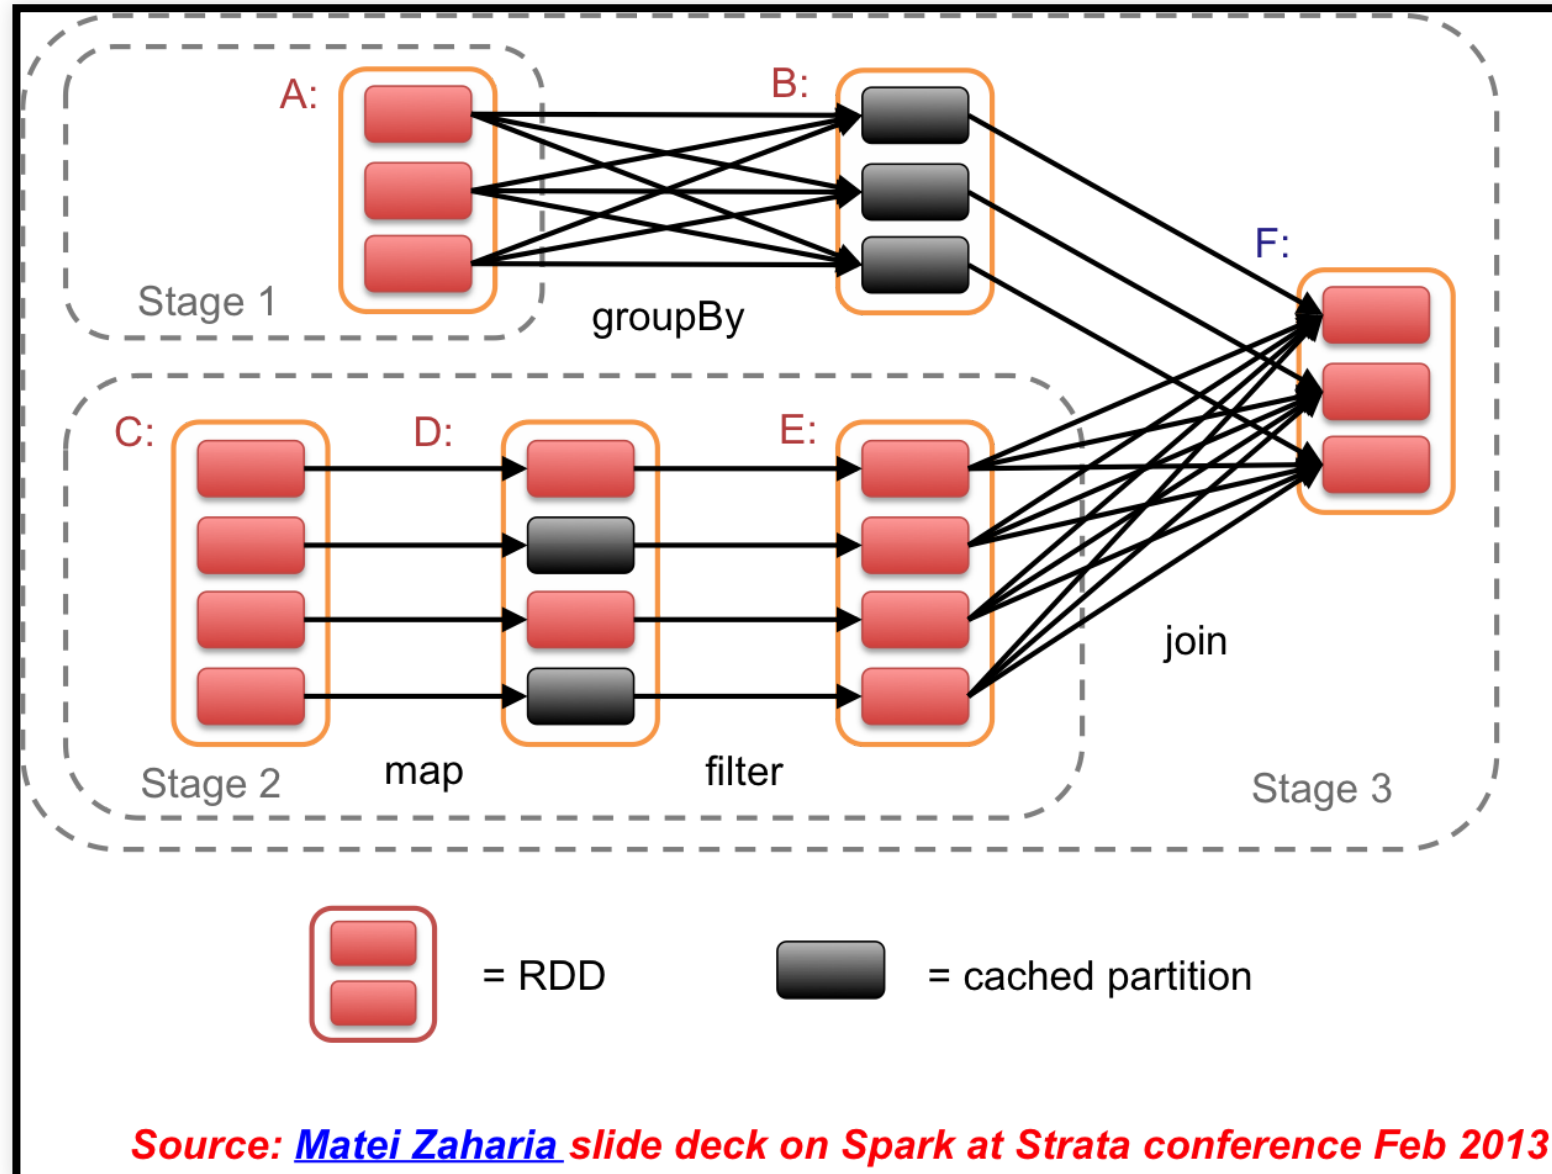 A:
B:
F:
Stage 1
groupBy
C:
D:
E:
join
Stage 2
map
filter
Stage 3
= RDD
= cached partition
Source: Matei Zaharia slide deck on Spark at Strata conference Feb 2013